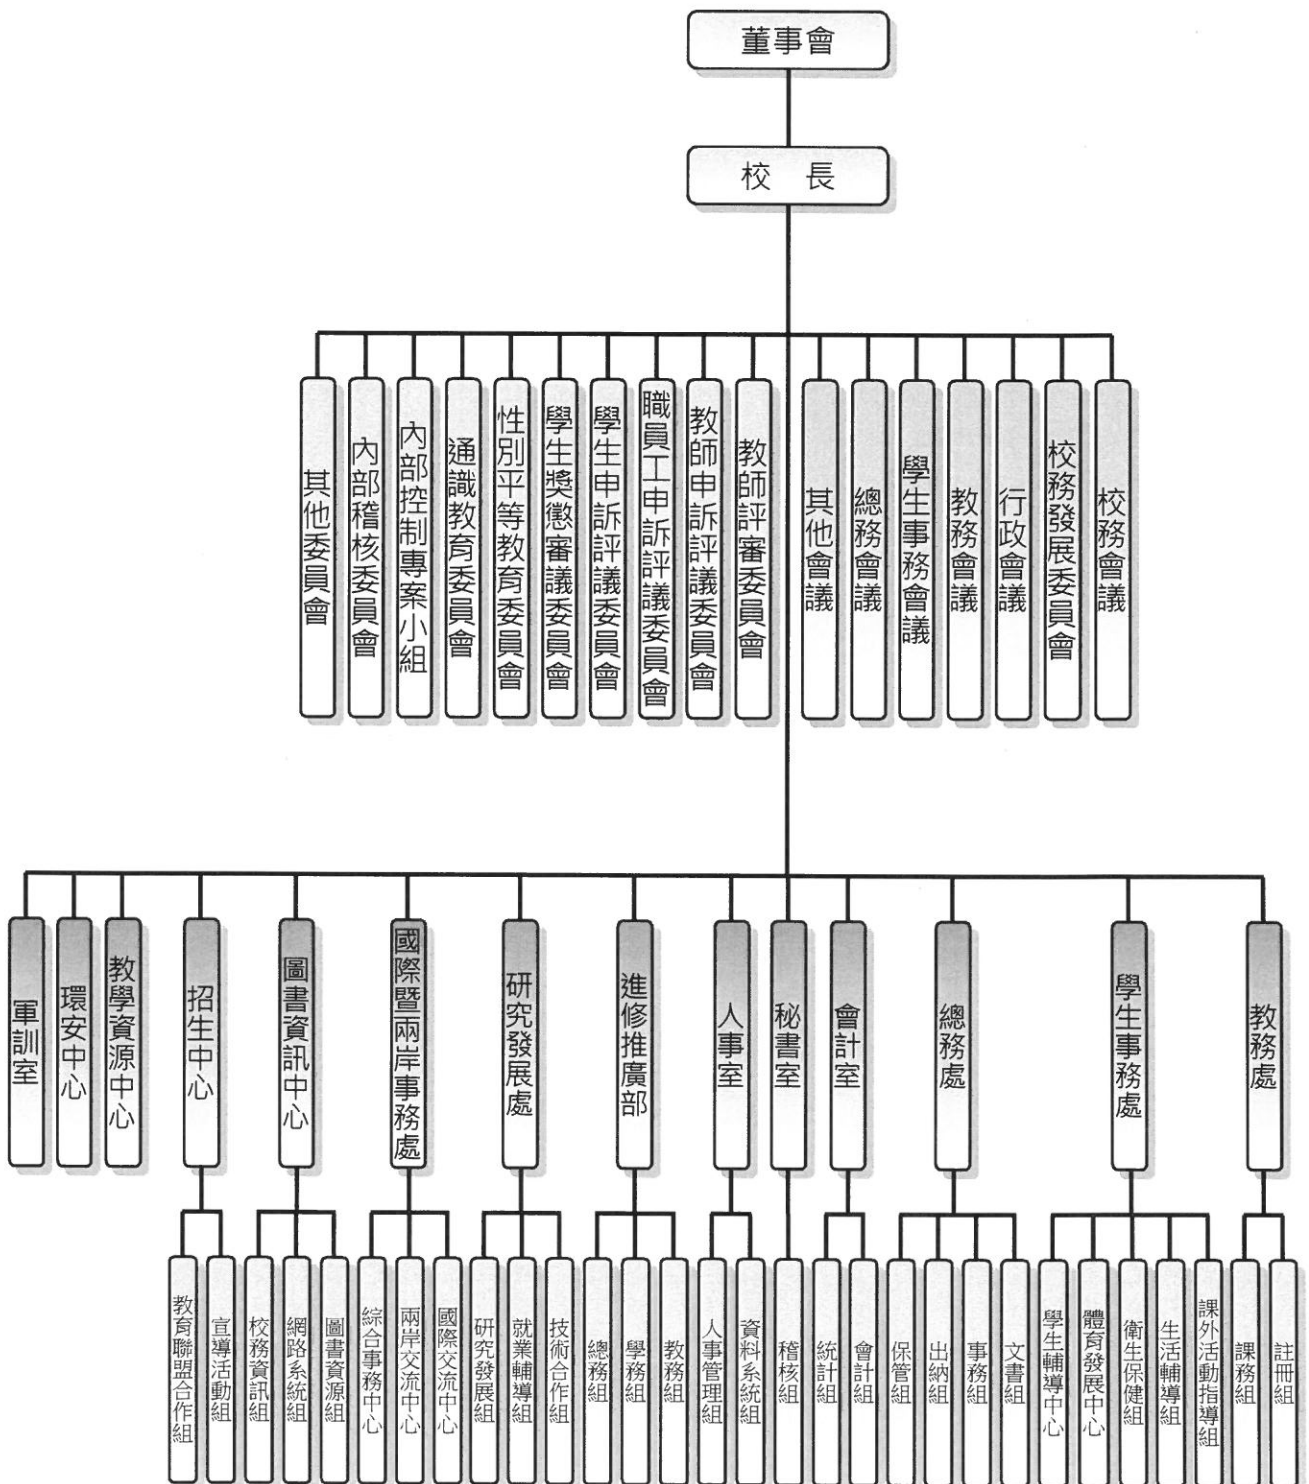 董事會
校 長
其他委員會
內部稽核委員會
內部控制專案小組
通識教育委員會
性別平等教育委員會
學生獎懲審議委員會
學生申訴評議委員會
職員工申訴評議委員會
教師申訴評議委員會
教師評審委員會
其他會議
總務會議
學生事務會議
教務會議
行政會議
校務發展委員會
校務會議
軍訓室
環安中心
教學資源中心
招生中心
圖書資訊中心
國際暨兩岸事務處
研究發展處
進修推廣部
人事室
秘書室
會計室
總務處
學生事務處
教務處
教育聯盟合作組
宣導活動組
校務資訊組
網路系統組
圖書資源組
綜合事務中心
兩岸交流中心
國際交流中心
研究發展組
就業輔導組
技術合作組
總務組
學務組
教務組
人事管理組
資料系統組
稽核組
統計組
會計組
保管組
出納組
事務組
文書組
學生輔導中心
體育發展中心
衛生保健組
生活輔導組
課外活動指導組
課務組
註冊組